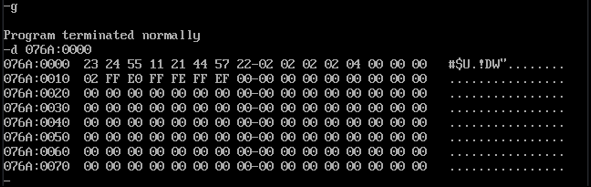 -g
Program terminated normally
-d 076A:0000
076A:0000 23 24 55 11 21 44 57 22-02 02 02 02 04 00 00 00 #$U.!DW"........
076A:0010 02 FF E0 FF FE FF EF 00-00 00 00 00 00 00 00 00 ................
076A:0020 00 00 00 00 00 00 00 00-00 00 00 00 00 00 00 00 ................
076A:0030 00 00 00 00 00 00 00 00-00 00 00 00 00 00 00 00 ................
076A:0040 00 00 00 00 00 00 00 00-00 00 00 00 00 00 00 00 ................
076A:0050 00 00 00 00 00 00 00 00-00 00 00 00 00 00 00 00 ................
076A:0060 00 00 00 00 00 00 00 00-00 00 00 00 00 00 00 00 ................
076A:0070 00 00 00 00 00 00 00 00-00 00 00 00 00 00 00 00 ................
-